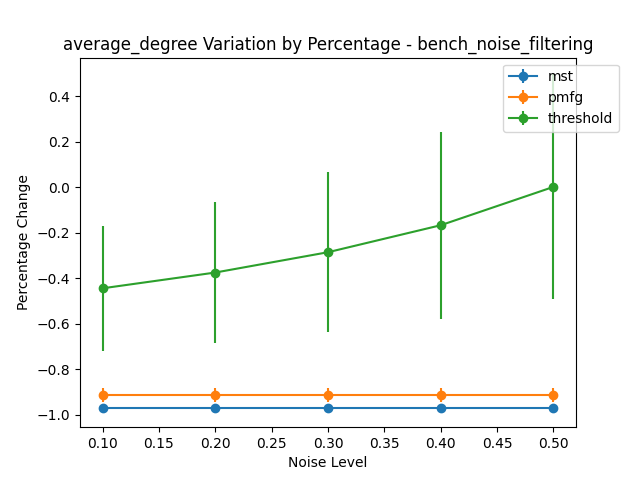 average_degree Variation by Percentage - bench_noise_filtering
mst
pmfg
threshold
Percentage Change
0.4
0.2
0.0
−0.2
−0.4
−0.6
−0.8
−1.0
0.10 0.15 0.20 0.25 0.30 0.35 0.40 0.45 0.50
Noise Level